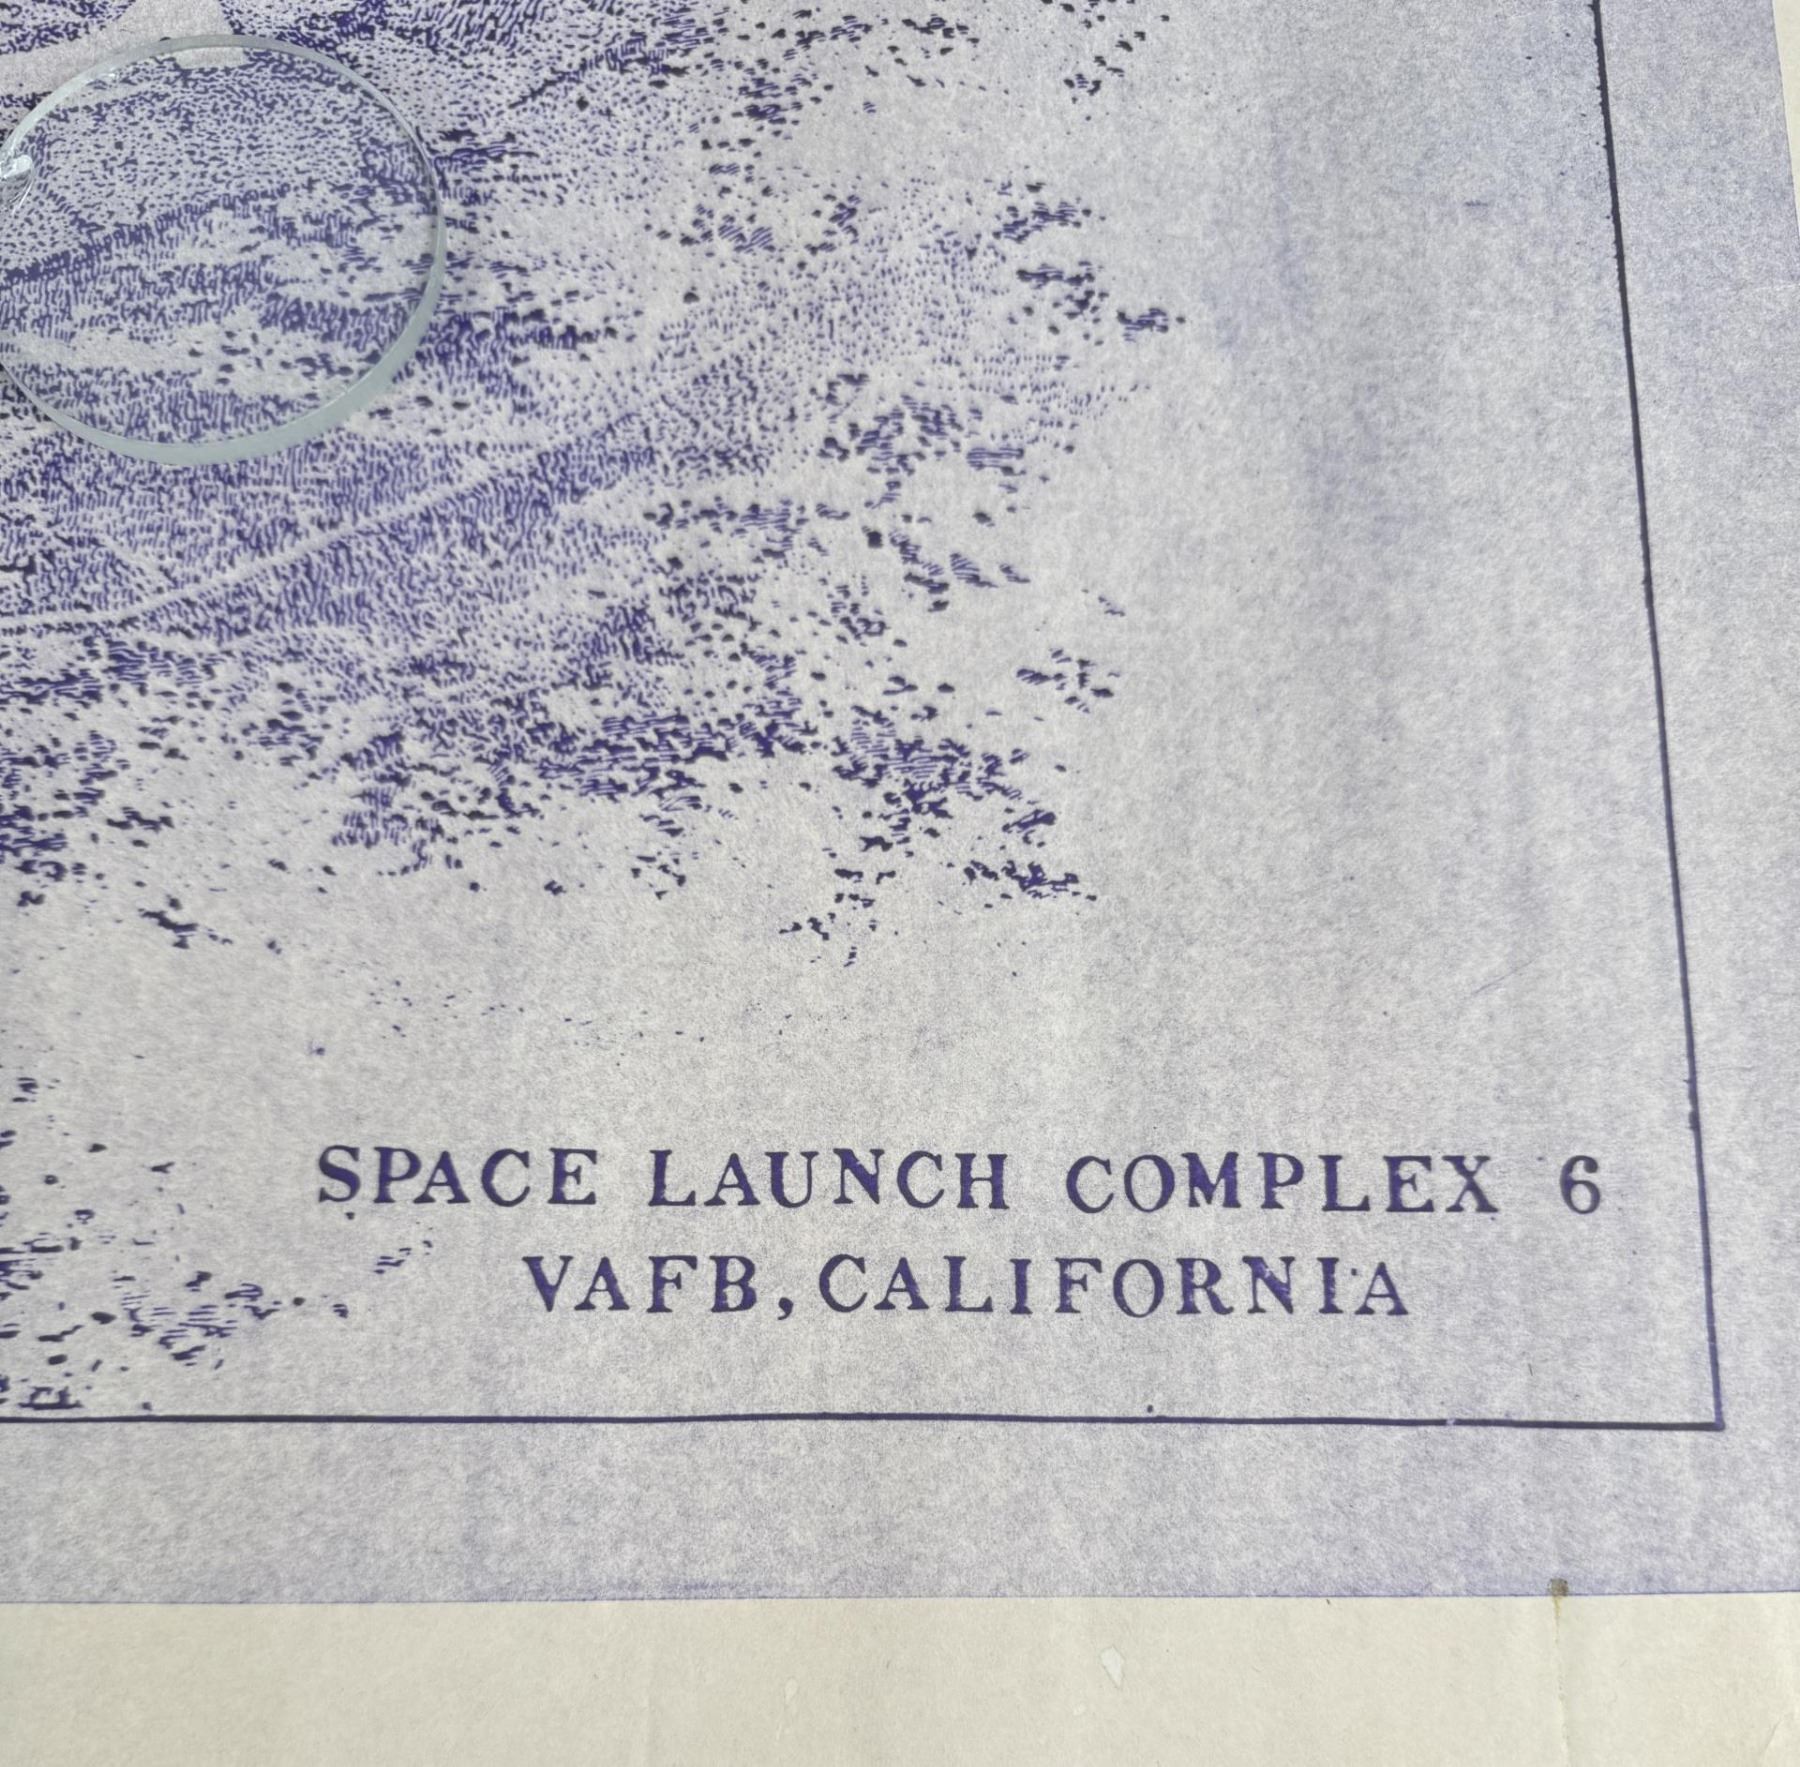 SPACE LAUNCH COMPLEX 6
VAFB, CALIFORNIA